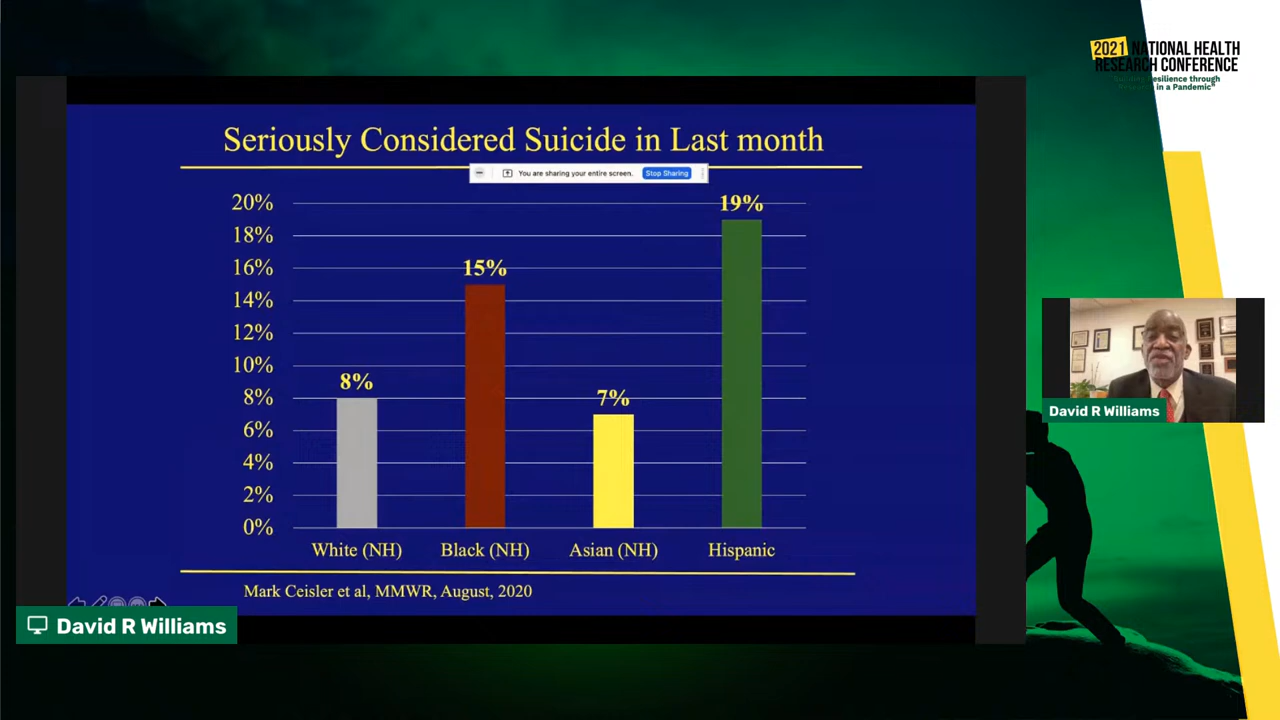 2021 NATIONAL HEALTH
RESEARCH CONFERENCE
Resilience through
in a Pandemic"
Seriously Considered Suicide in Last month
You are sharing your entire screen. Stop Sharing
20%
18%
16%
14%
12%
10%
8%
6%
4%
2%
0%
8%
15%
7%
19%
White (NH) Black (NH) Asian (NH) Hispanic
Mark Ceisler et al, MMWR, August, 2020
David R Williams
David R Williams